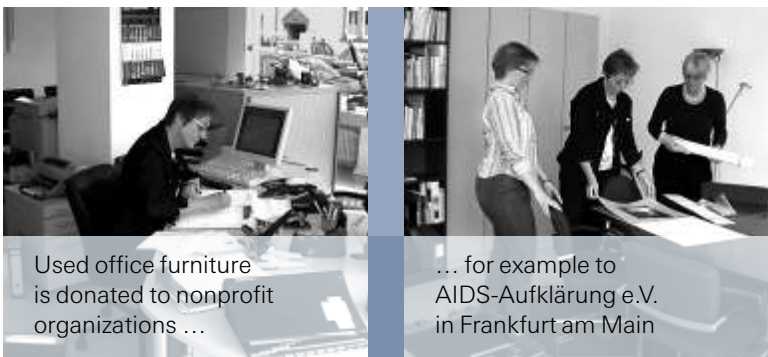 Used office furniture
is donated to nonprofit
organizations …
… for example to
AIDS-Aufklärung e.V.
in Frankfurt am Main